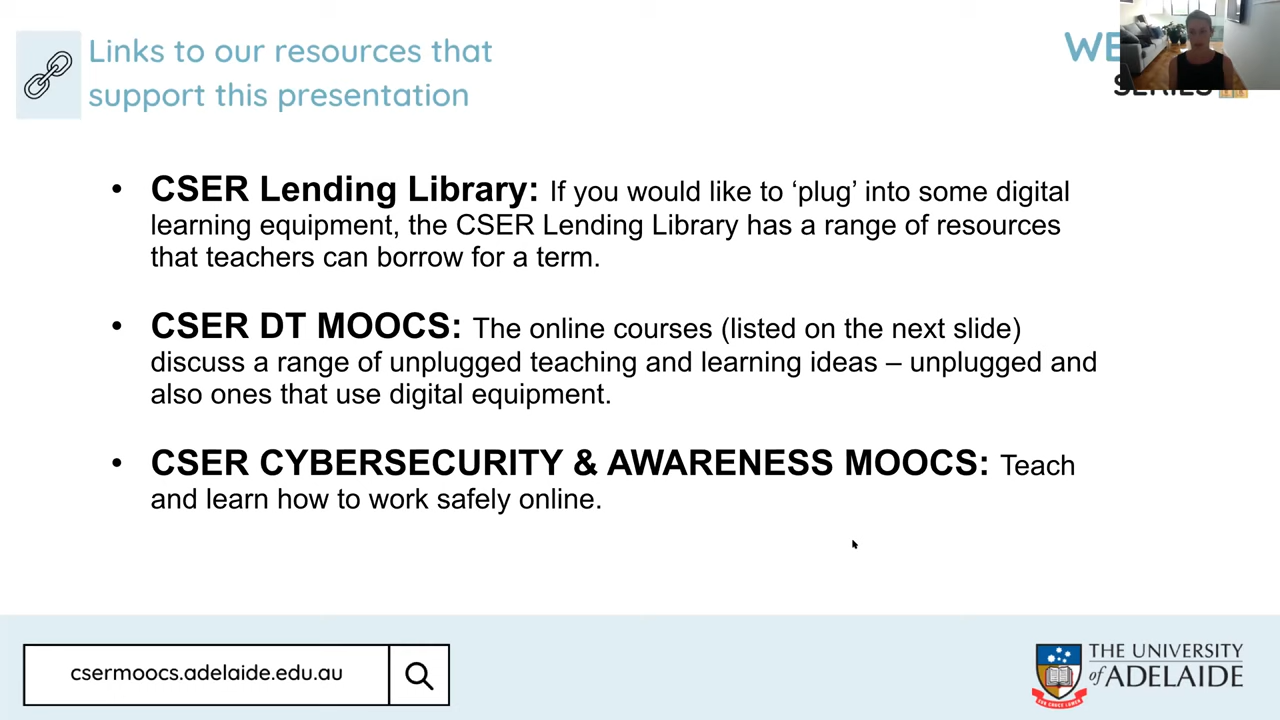 Links to our resources that
support this presentation
WE
SERIES
• CSER Lending Library: If you would like to ‘plug’ into some digital
learning equipment, the CSER Lending Library has a range of resources
that teachers can borrow for a term.
• CSER DT MOOCS: The online courses (listed on the next slide)
discuss a range of unplugged teaching and learning ideas – unplugged and
also ones that use digital equipment.
• CSER CYBERSECURITY & AWARENESS MOOCS: Teach
and learn how to work safely online.
csermoocs.adelaide.edu.au
THE UNIVERSITY
of ADELAIDE